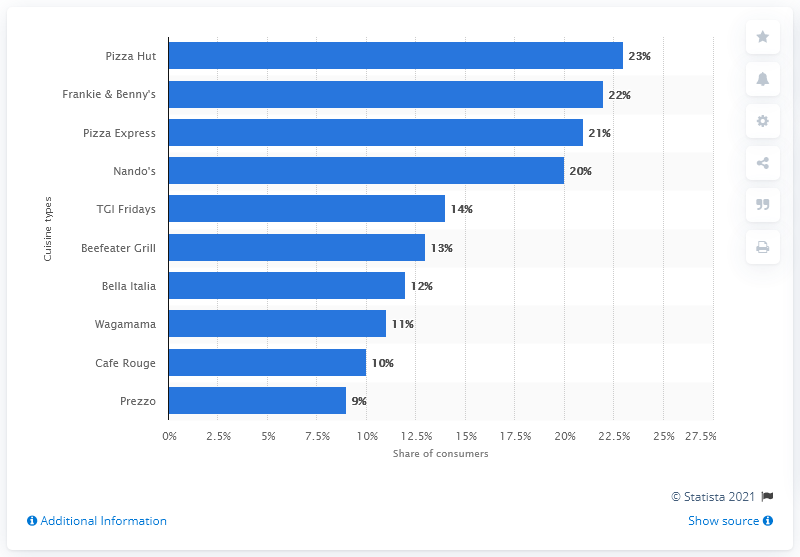 Pizza Hut 23%
Frankie & Benny's 22%
Pizza Express 21%
Nando's 20%
TGI Fridays 14%
Beefeater Grill 13%
Bella Italia 12%
Wagamama 11%
Cafe Rouge 10%
Prezzo 9%
Cuisine types
0% 2.5% 5% 7.5% 10% 12.5% 15% 17.5% 20% 22.5% 25% 27.5%
Share of consumers
© Statista 2021
Additional Information
Show source